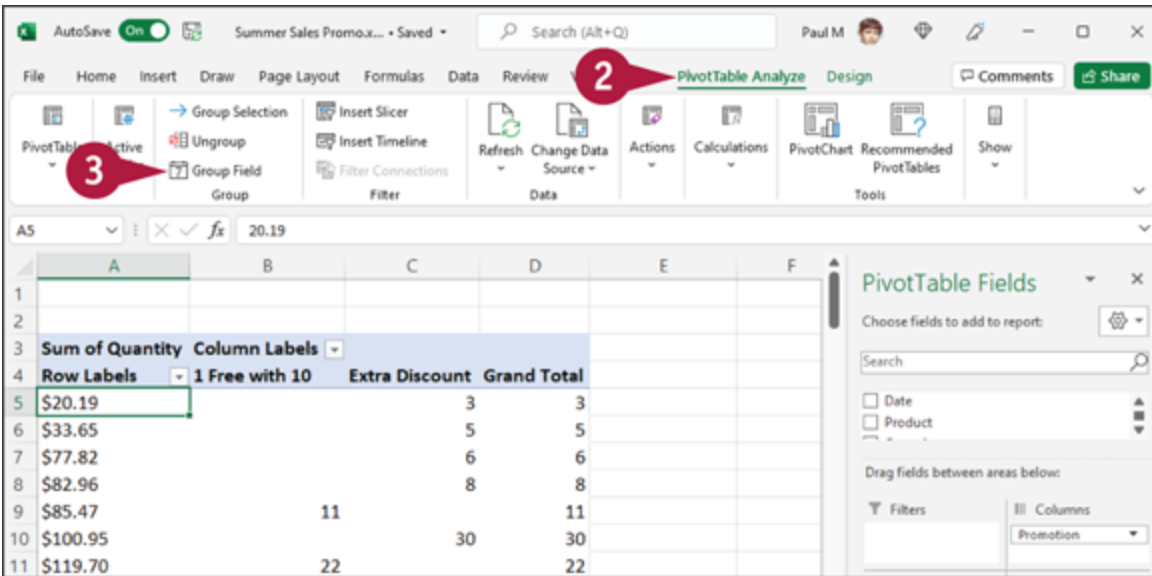 AutoSave On Summer Sales Promo.x... • Saved Search (Alt+Q) Paul M
File Home Insert Draw Page Layout Formulas Data Review 2 PivotTable Analyze Design Comments Share
Group Selection Insert Slicer
Ungroup Insert Timeline
Refresh Change Data Source Actions Calculations PivotChart Recommended PivotTables Show
3 Group Field Filter Connections
Group Filter Data Tools
A5 fx 20.19
A B C D E F
PivotTable Fields
1
2 Choose fields to add to report:
3 Sum of Quantity Column Labels
Search
4 Row Labels 1 Free with 10 Extra Discount Grand Total
5 $20.19 3 3
Date
6 $33.65 5 5
Product
7 $77.82 6 6
8 $82.96 8 8
Drag fields between areas below:
9 $85.47 11 11
Filters Columns
10 $100.95 30 30
Promotion
11 $119.70 22 22